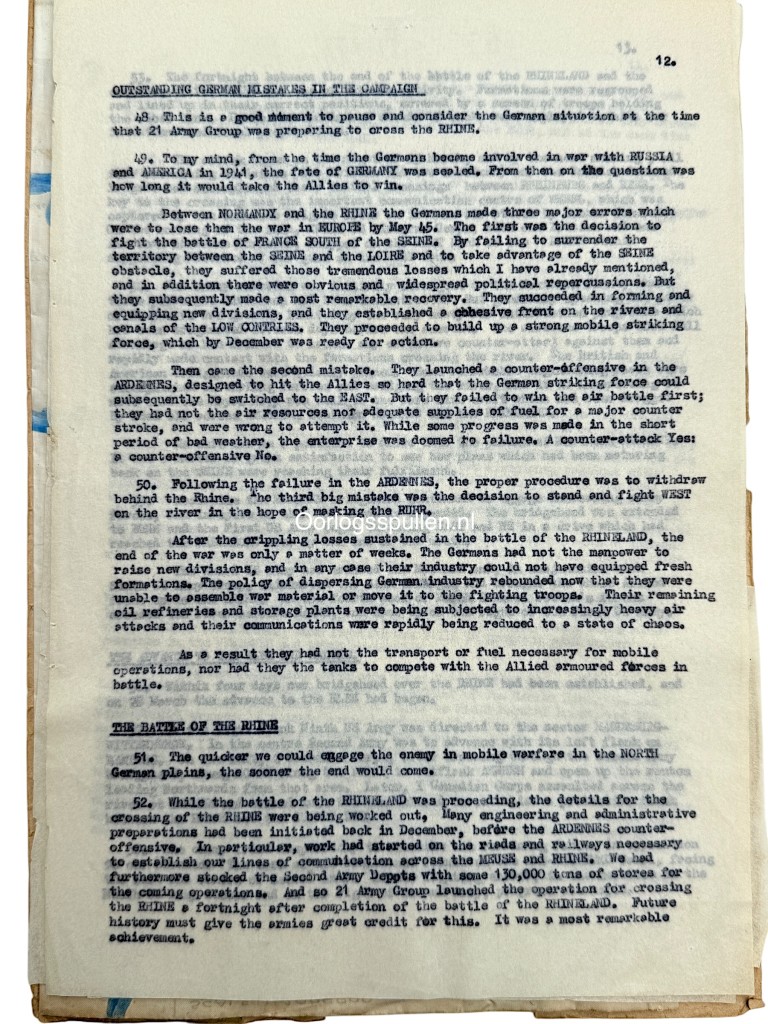 12.
OUTSTANDING GERMAN MISTAKES IN THE CAMPAIGN
48 This is a good moment to pause and consider the German situation at the time
that 21 Army Group was preparing to cross the RHINE.
49. To my mind, from the time the Germans became involved in war with RUSSIA
and AMERICA in 1941, the fate of GERMANY was sealed. From then on the question was
how long it would take the Allies to win.
Between NORMANDY and the RHINE the Germans made three major errors which
were to lose them the war in EUROPE by May 45. The first was the decision to
fight the battle of FRANCE SOUTH of the SEINE. By failing to surrender the
territory between the SEINE and the LOIRE and to take advantage of the SEINE
obstacle, they suffered those tremendous losses which I have already mentioned,
and in addition there were obvious and widespread political repercussions. But
they subsequently made a most remarkable recovery. They succeeded in forming and
equipping new divisions, and they established a cohesive front on the rivers and
canals of the LOW CONTRIES. They proceeded to build up a strong mobile striking
force, which by December was ready for action.
Then came the second mistake. They launched a counter-offensive in the
ARDENNES, designed to hit the Allies so hard that the German striking force could
subsequently be switched to the EAST. But they failed to win the air battle first;
they had not the air resources nof adequate supplies of fuel for a major counter
stroke, and were wrong to attempt it. While some progress was made in the short
period of bad weather, the enterprise was doomed to failure. A counter-attack Yes:
a counter-offensive No.
50. Following the failure in the ARDENNES, the proper procedure was to withdraw
behind the Rhine. The third big mistake was the decision to stand and fight WEST
on the river in the hope of masking the RUHR.
Oorlogsspullen.nl
After the crippling losses sustained in the battle of the RHINELAND, the
end of the war was only a matter of weeks. The Germans had not the manpower to
raise new divisions, and in any case their industry could not have equipped fresh
formations. The policy of dispersing German industry rebounded now that they were
unable to assemble war material or move it to the fighting troops. Their remaining
oil refineries and storage plants were being subjected to increasingly heavy air
attacks and their communications were rapidly being reduced to a state of chaos.
As a result they had not the transport or fuel necessary for mobile
operations, nor had they the tanks to compete with the Allied armoured forces in
battle.
THE BATTLE OF THE RHINE
51. The quicker we could engage the enemy in mobile warfare in the NORTH
German plains, the sooner the end would come.
52. While the battle of the RHINELAND was proceeding, the details for the
crossing of the RHINE were being worked out. Many engineering and administrative
preparations had been initiated back in December, before the ARDENNES counter-
offensive. In particular, work had started on the riads and railways necessary
to establish our lines of communication across the MEUSE and RHINE. We had
furthermore stocked the Second Army Deppts with some 130,000 tons of stores for
the coming operations. And so 21 Army Group launched the operation for crossing
the RHINE a fortnight after completion of the battle of the RHINELAND. Future
history must give the armies great credit for this. It was a most remarkable
achievement.